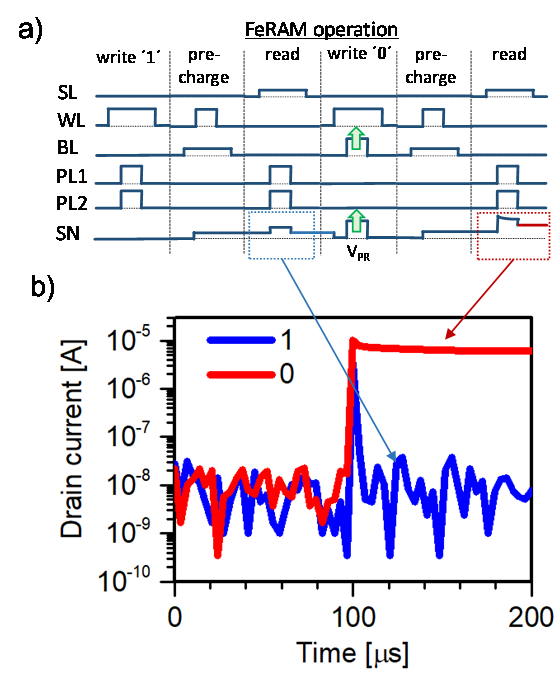 a)
FeRAM operation
write ´1´ pre-charge read write ´0´ pre-charge read
SL
WL
BL
PL1
PL2
SN
VPR
b)
Drain current [A]
10⁻⁵
10⁻⁶
10⁻⁷
10⁻⁸
10⁻⁹
10⁻¹⁰
1
0
0 100 200
Time [μs]